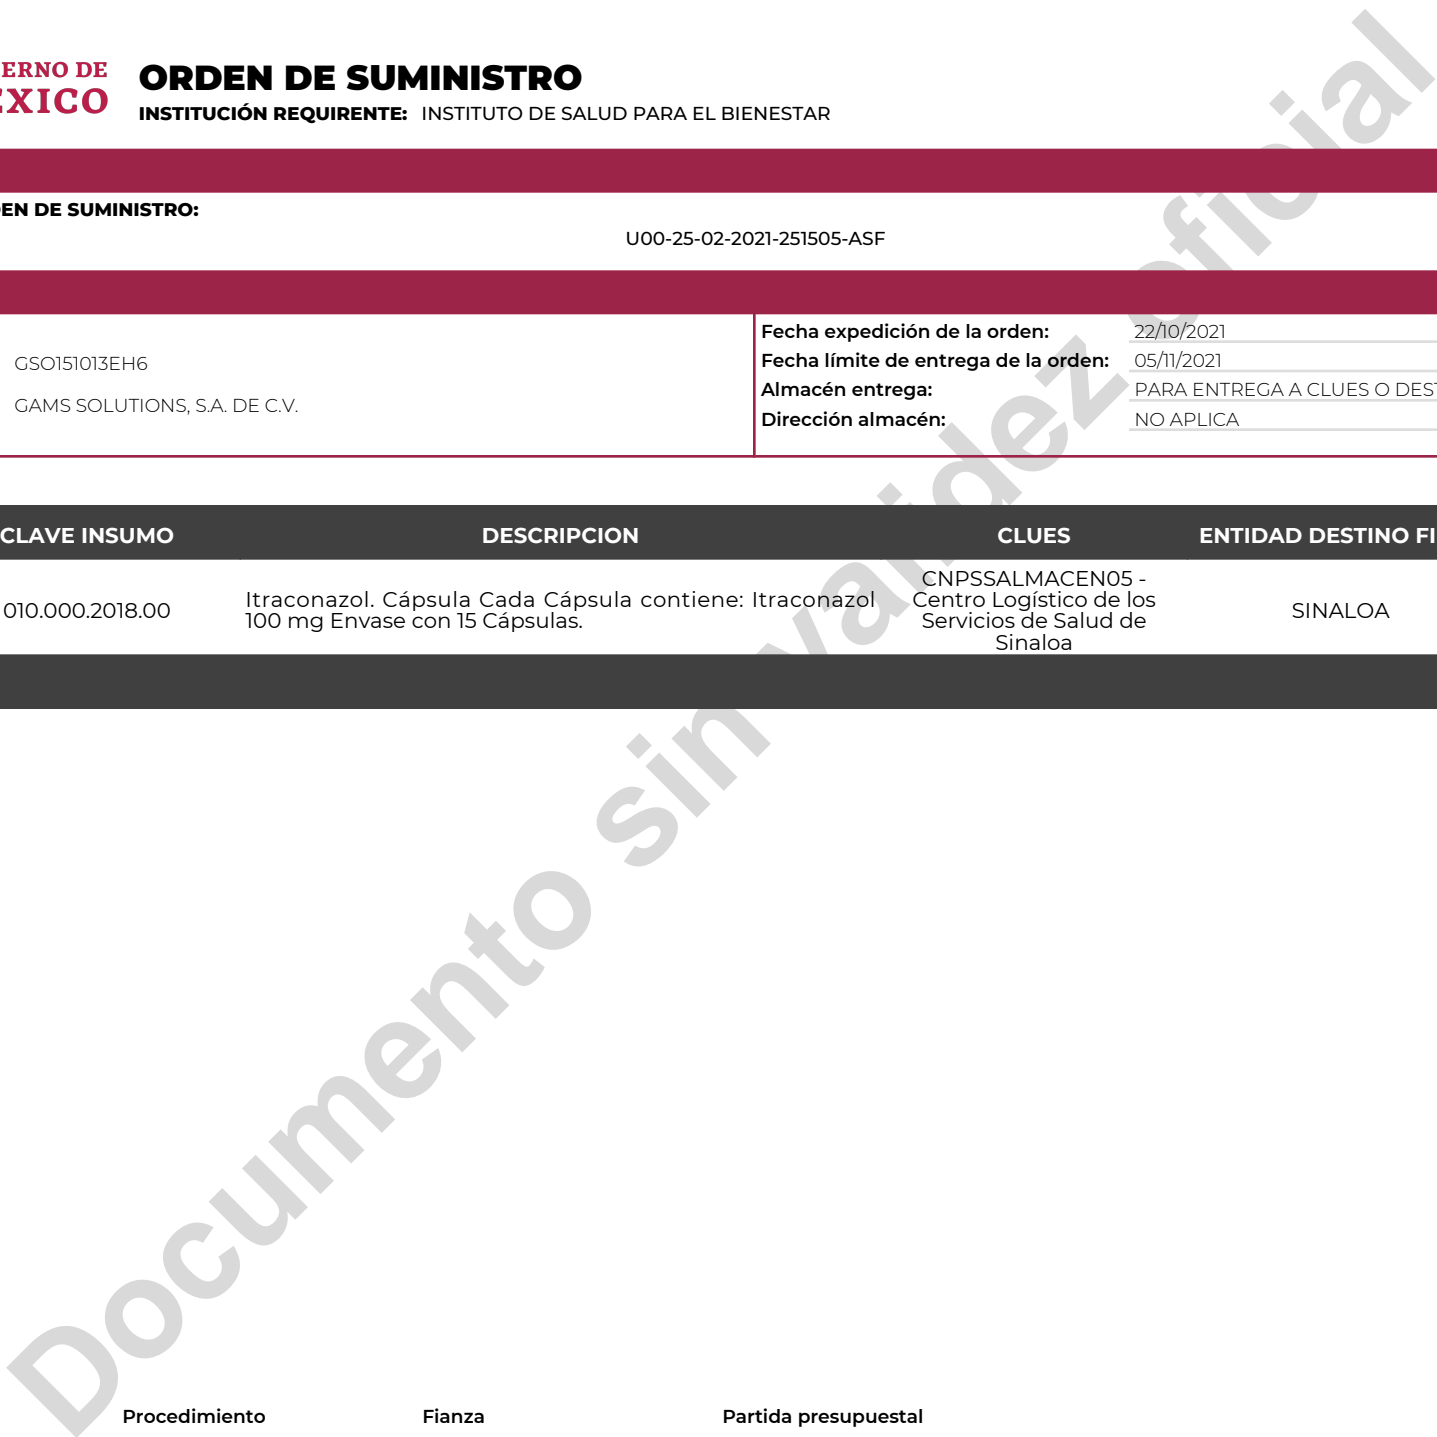 ERNO DE
ORDEN DE SUMINISTRO
XICO
INSTITUCIÓN REQUIRENTE: INSTITUTO DE SALUD PARA EL BIENESTAR
EN DE SUMINISTRO:
U00-25-02-2021-251505-ASF
Fecha expedición de la orden: 22/10/2021
GSO151013EH6
Fecha límite de entrega de la orden: 05/11/2021
Almacén entrega: PARA ENTREGA A CLUES O DEST
GAMS SOLUTIONS, S.A. DE C.V.
Dirección almacén: NO APLICA
CLAVE INSUMO DESCRIPCION CLUES ENTIDAD DESTINO FI
010.000.2018.00
Itraconazol. Cápsula Cada Cápsula contiene: Itraconazol
100 mg Envase con 15 Cápsulas.
CNPSSALMACEN05 -
Centro Logístico de los
Servicios de Salud de
Sinaloa
SINALOA
Documento sin validez oficial
Procedimiento Fianza Partida presupuestal